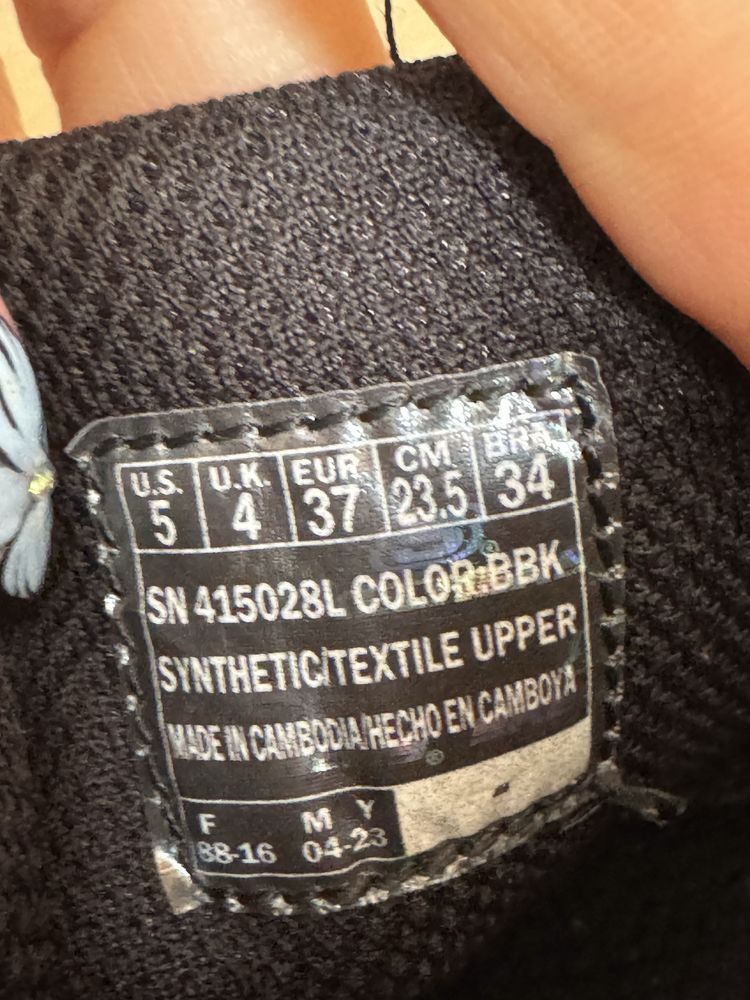 U.S. U.K. EUR CM BRA
5 4 37 23.5 34
SN 415028L COLOR:BBK
SYNTHETIC/TEXTILE UPPER
MADE IN CAMBODIA/HECHO EN CAMBOYA
F M Y
88-16 04-23